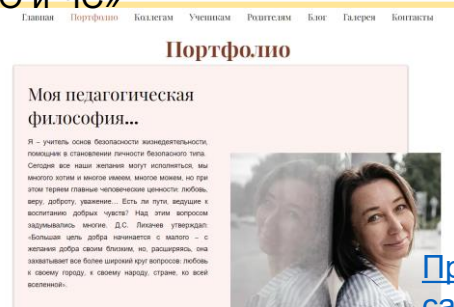 С и ЧС»
Главная Портфолио Коллегам Ученикам Родителям Блог Галерея Контакты
Портфолио
Моя педагогическая
философия...
Я – учитель основ безопасности жизнедеятельности,
помощник в становлении личности безопасного типа.
Сегодня все наши желания могут исполняться, мы
многого хотим и многое имеем, многое можем, но при
этом теряем главные человеческие ценности: любовь,
веру, доброту, уважение... Есть ли пути, ведущие к
воспитанию добрых чувств? Над этим вопросом
задумывались многие. Д.С. Лихачев утверждал:
«Большая цель добра начинается с малого – с
желания добра своим близким, но, расширяясь, она
захватывает все более широкий круг вопросов: любовь
к своему городу, к своему народу, стране, ко всей
вселенной».
Пр
са